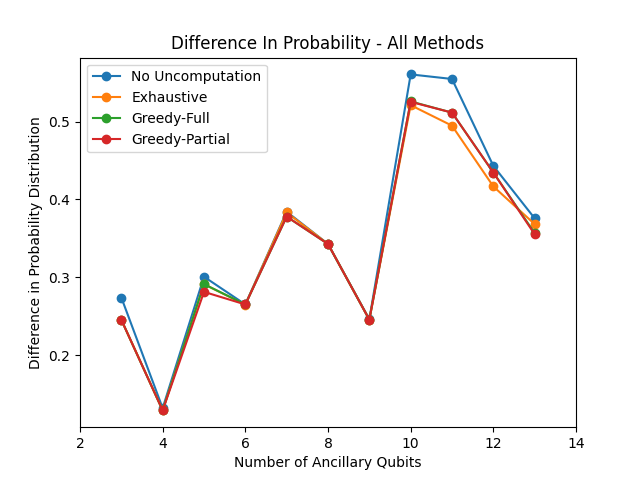 Difference In Probability - All Methods
No Uncomputation
Exhaustive
Greedy-Full
Greedy-Partial
Difference in Probability Distribution
0.5
0.4
0.3
0.2
2 4 6 8 10 12 14
Number of Ancillary Qubits